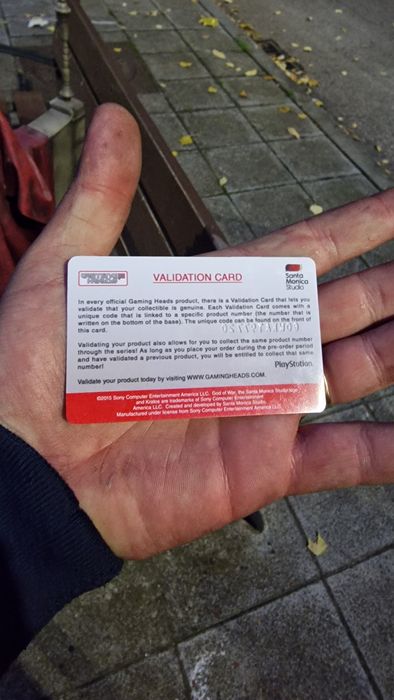 GAMING HEADS
VALIDATION CARD
Santa
Monica
Studio
In every official Gaming Heads product, there is a Validation Card that lets you
validate that your collectible is genuine. Each Validation Card comes with a
unique code that is linked to a specific product number (the number that is
written on the bottom of the base). The unique code can be found on the front of
this card.
Validating your product also allows for you to collect the same product number
through the series! As long as you place your order during the pre-order period
and have validated a previous product, you will be entitled to collect that same
number!
PlayStation
Validate your product today by visiting WWW.GAMINGHEADS.COM.
©2015 Sony Computer Entertainment America LLC. God of War, the Santa Monica Studio logo
and Kratos are trademarks of Sony Computer Entertainment
America LLC. Created and developed by Santa Monica Studio.
Manufactured under license from Sony Computer Entertainment America LLC.